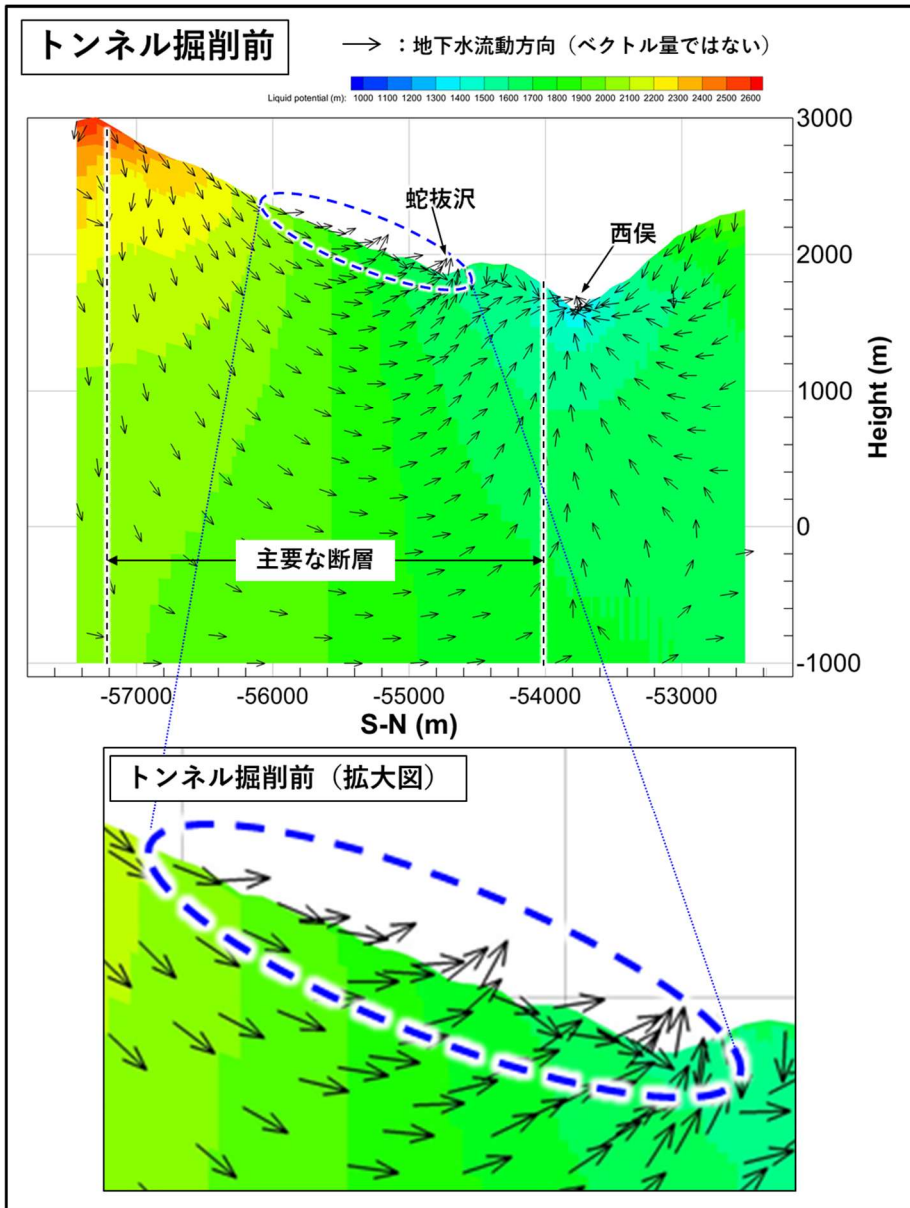 トンネル掘削前
：地下水流動方向（ベクトル量ではない）
Liquid potential (m): 1000 1100 1200 1300 1400 1500 1600 1700 1800 1900 2000 2100 2200 2300 2400 2500 2600
蛇抜沢
西俣
3000
2000
1000
0
-1000
Height (m)
主要な断層
-57000 -56000 -55000 -54000 -53000
S-N (m)
トンネル掘削前（拡大図）